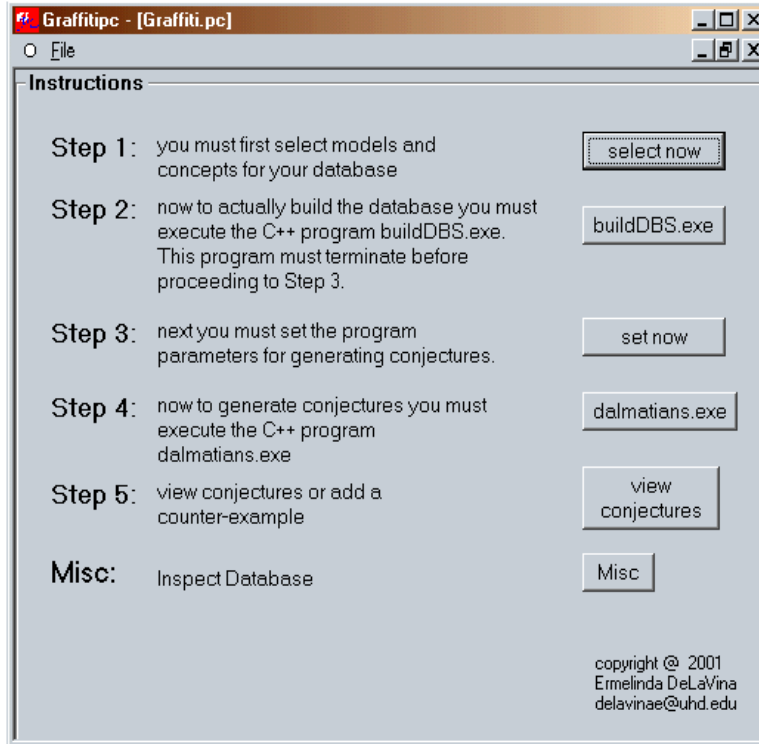 Graffitipc - [Graffiti.pc]
File
Instructions
Step 1: you must first select models and
concepts for your database
select now
Step 2: now to actually build the database you must
execute the C++ program buildDBS.exe.
This program must terminate before
proceeding to Step 3.
buildDBS.exe
Step 3: next you must set the program
parameters for generating conjectures.
set now
Step 4: now to generate conjectures you must
execute the C++ program
dalmatians.exe
dalmatians.exe
Step 5: view conjectures or add a
counter-example
view
conjectures
Misc: Inspect Database
Misc
copyright @ 2001
Ermelinda DeLaVina
delavinae@uhd.edu